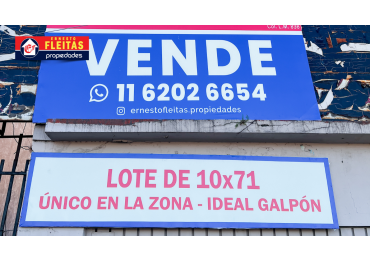 ERNESTO
FLEITAS
propiedades
VENDE
11 6202 6654
ernestofleitas.propiedades
LOTE DE 10x71
ÚNICO EN LA ZONA - IDEAL GALPÓN